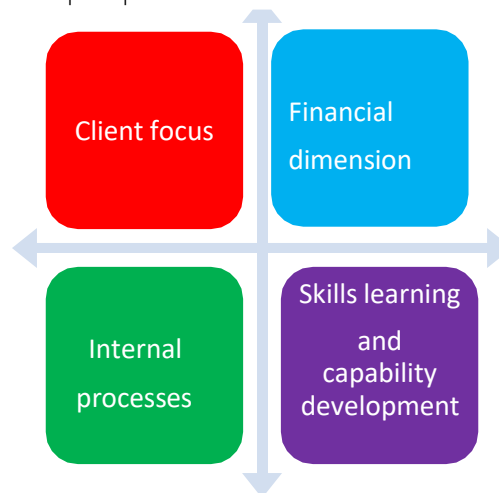 Client focus
Financial
dimension
Internal
processes
Skills learning
and
capability
development